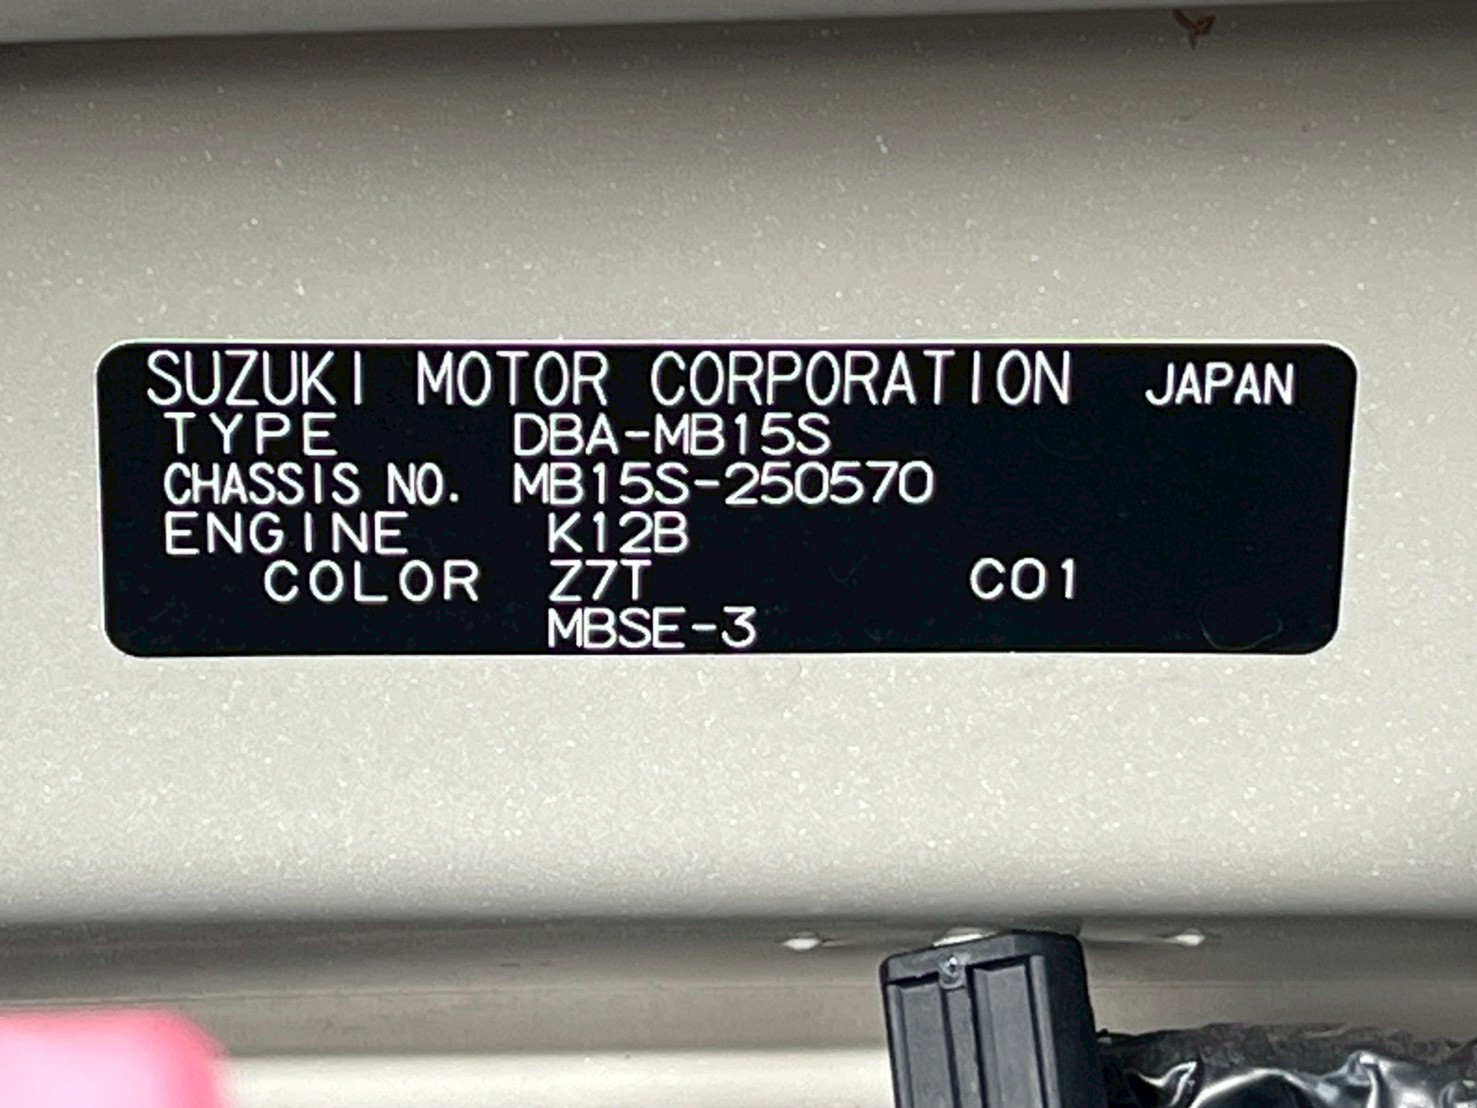 SUZUKI MOTOR CORPORATION JAPAN
TYPE DBA-MB15S
CHASSIS NO. MB15S-250570
ENGINE K12B
COLOR Z7T C01
MBSE-3